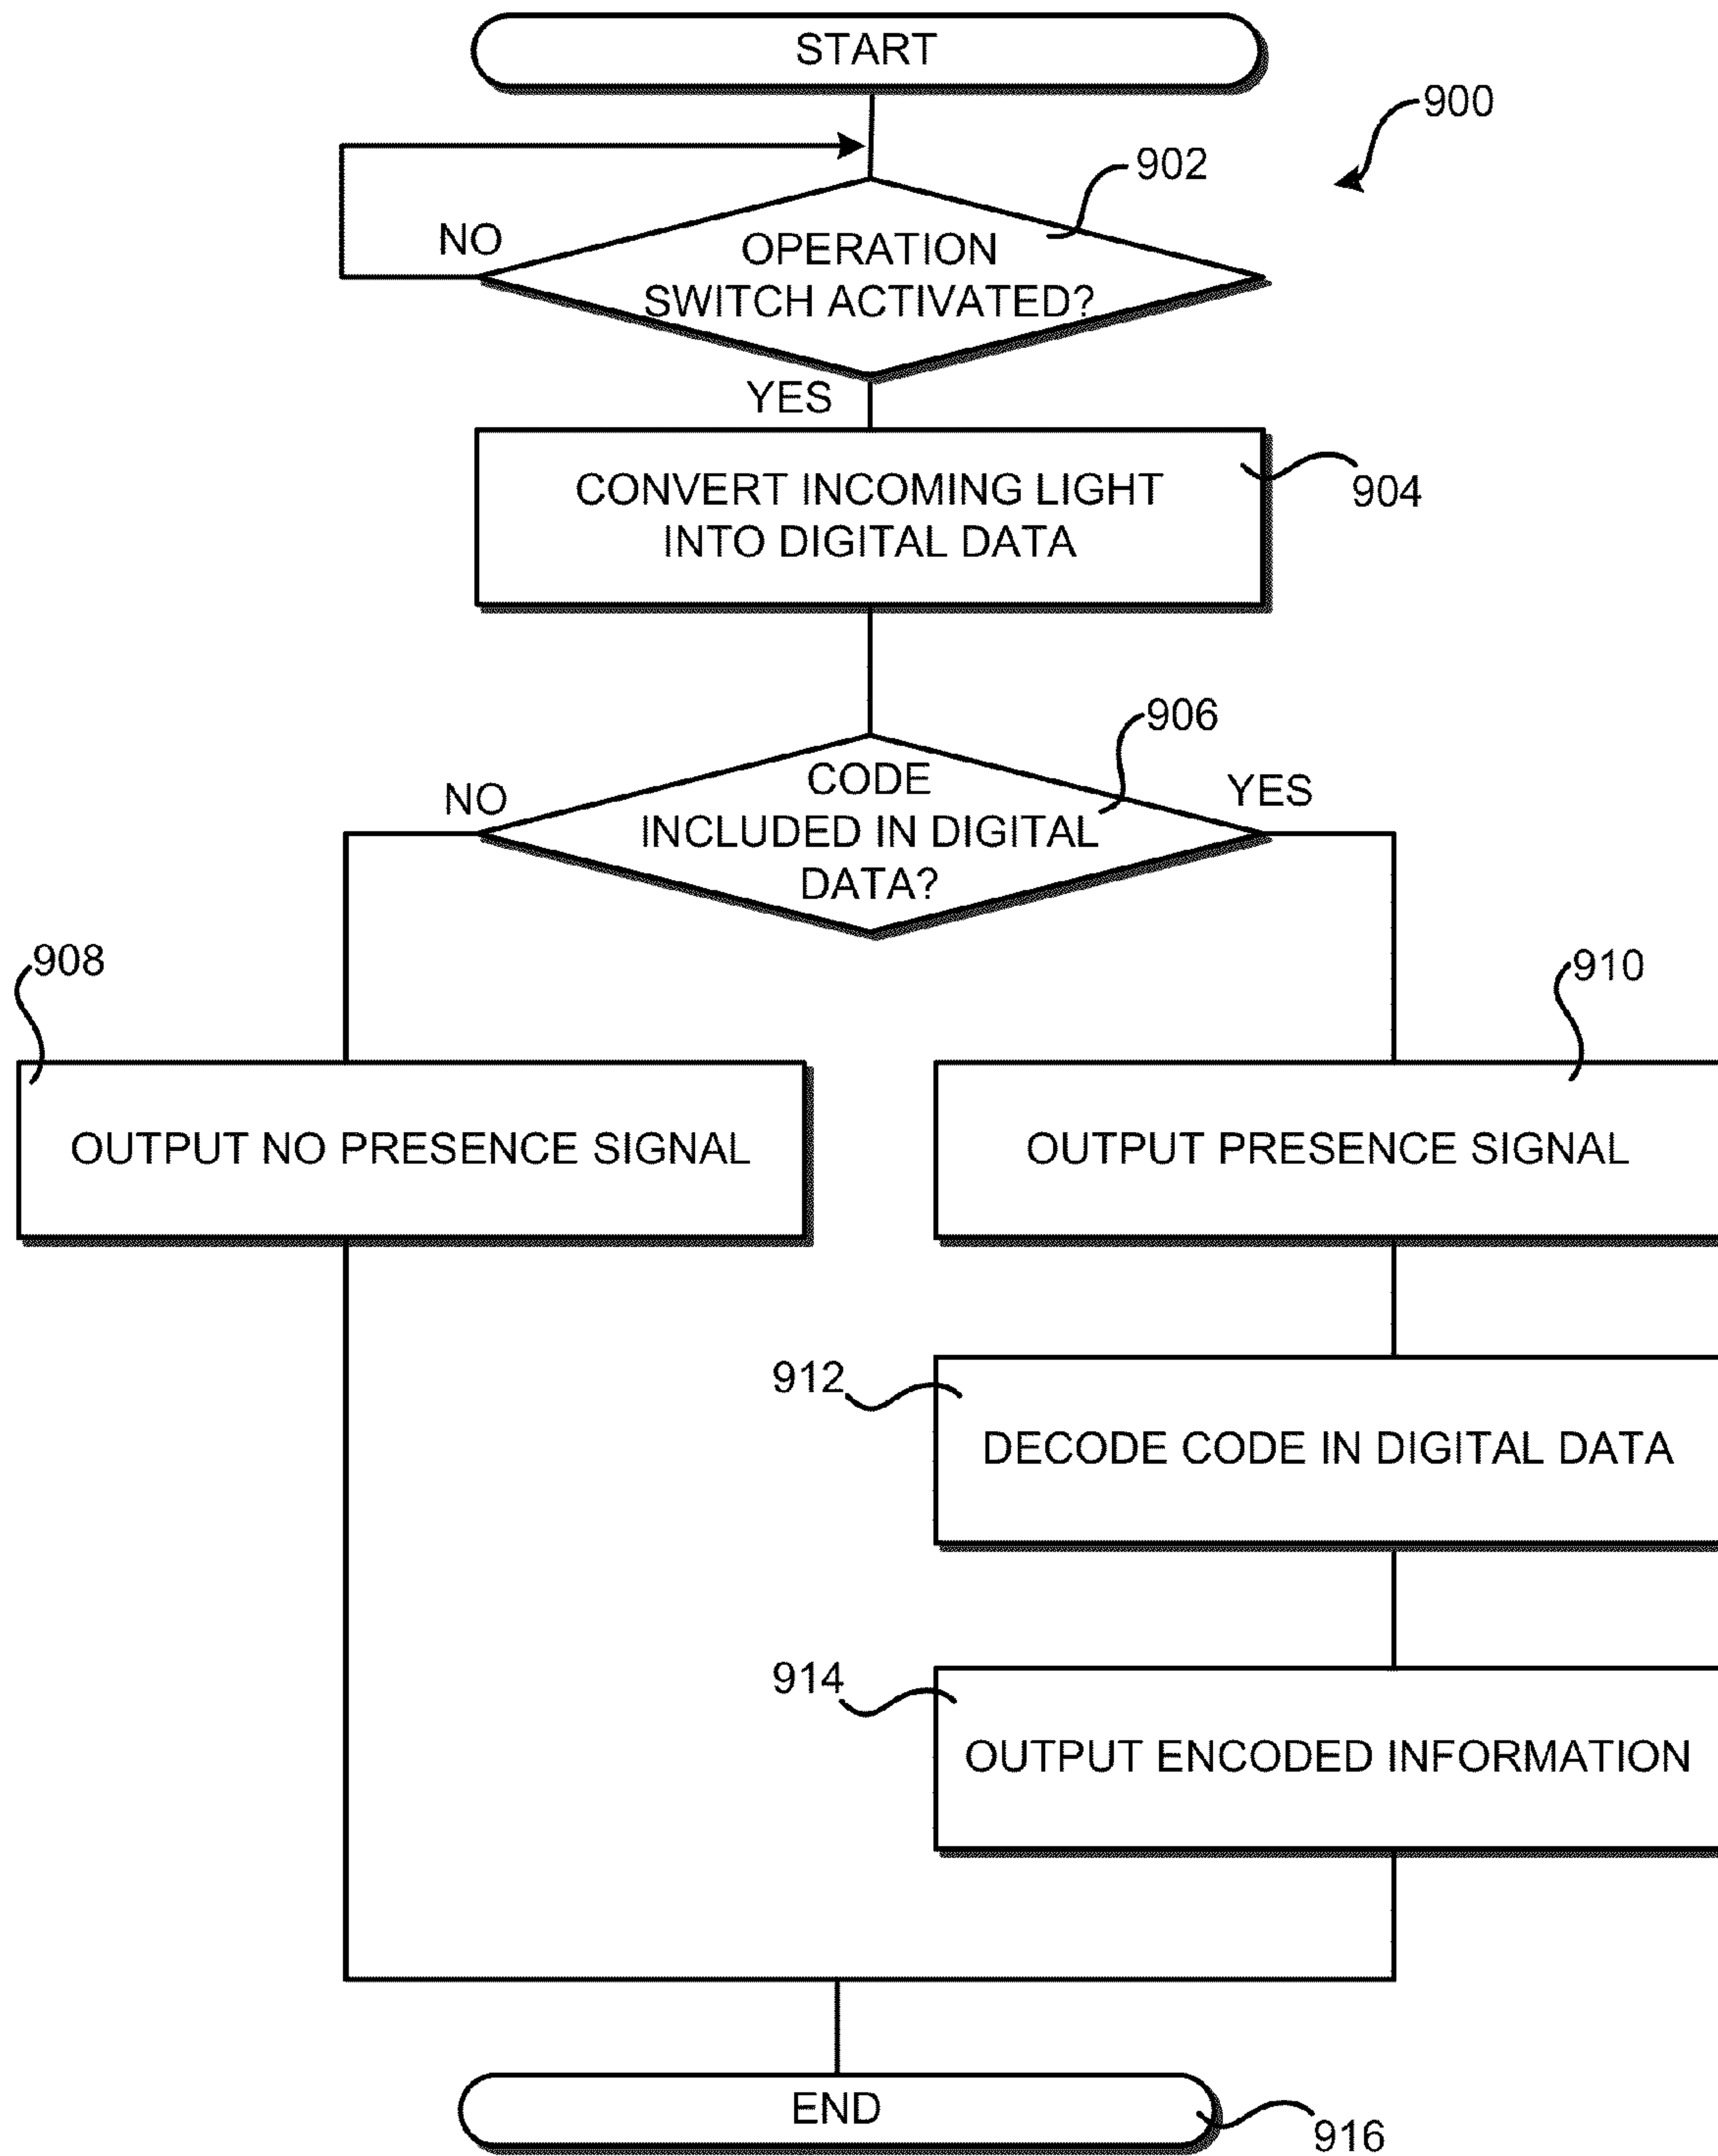 START
900
902
NO
OPERATION
SWITCH ACTIVATED?
YES
CONVERT INCOMING LIGHT
INTO DIGITAL DATA
904
906
NO
CODE
INCLUDED IN DIGITAL
DATA?
YES
908
910
OUTPUT NO PRESENCE SIGNAL
OUTPUT PRESENCE SIGNAL
912
DECODE CODE IN DIGITAL DATA
914
OUTPUT ENCODED INFORMATION
END
916